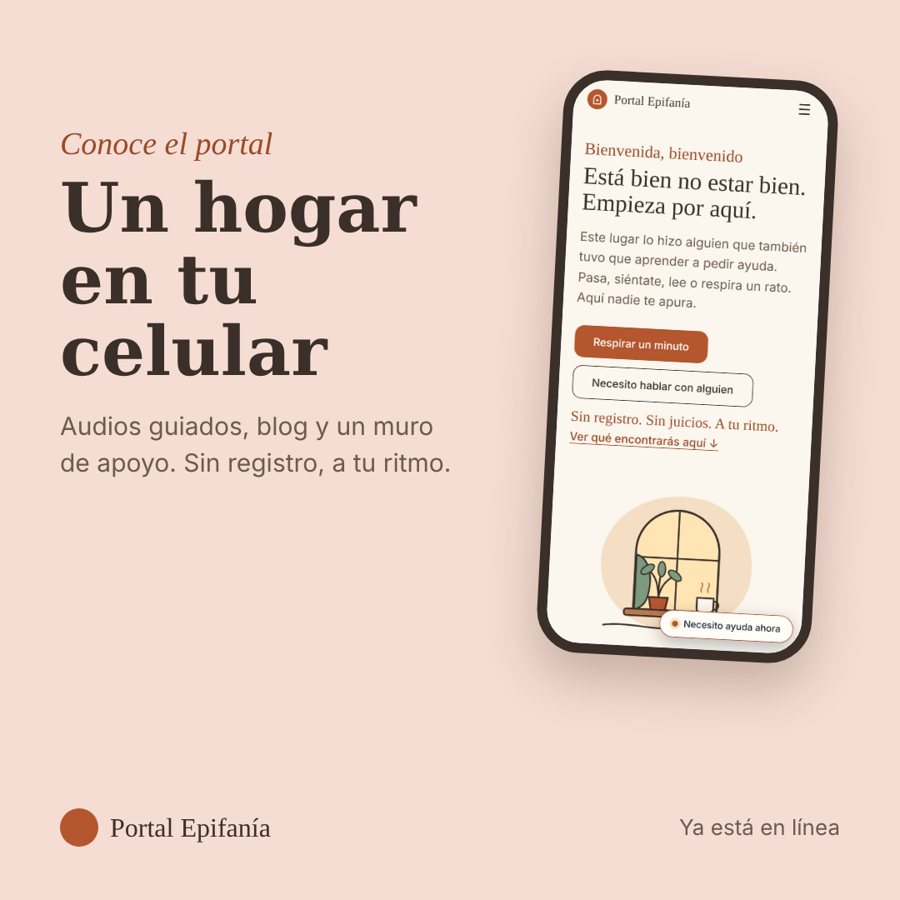 Conoce el portal
Un hogar
en tu
celular
Audios guiados, blog y un muro
de apoyo. Sin registro, a tu ritmo.
Portal Epifanía
Bienvenida, bienvenido
Está bien no estar bien.
Empieza por aquí.
Este lugar lo hizo alguien que también
tuvo que aprender a pedir ayuda.
Pasa, siéntate, lee o respira un rato.
Aquí nadie te apura.
Respirar un minuto
Necesito hablar con alguien
Sin registro. Sin juicios. A tu ritmo.
Ver qué encontrarás aquí ↓
Necesito ayuda ahora
Portal Epifanía
Ya está en línea